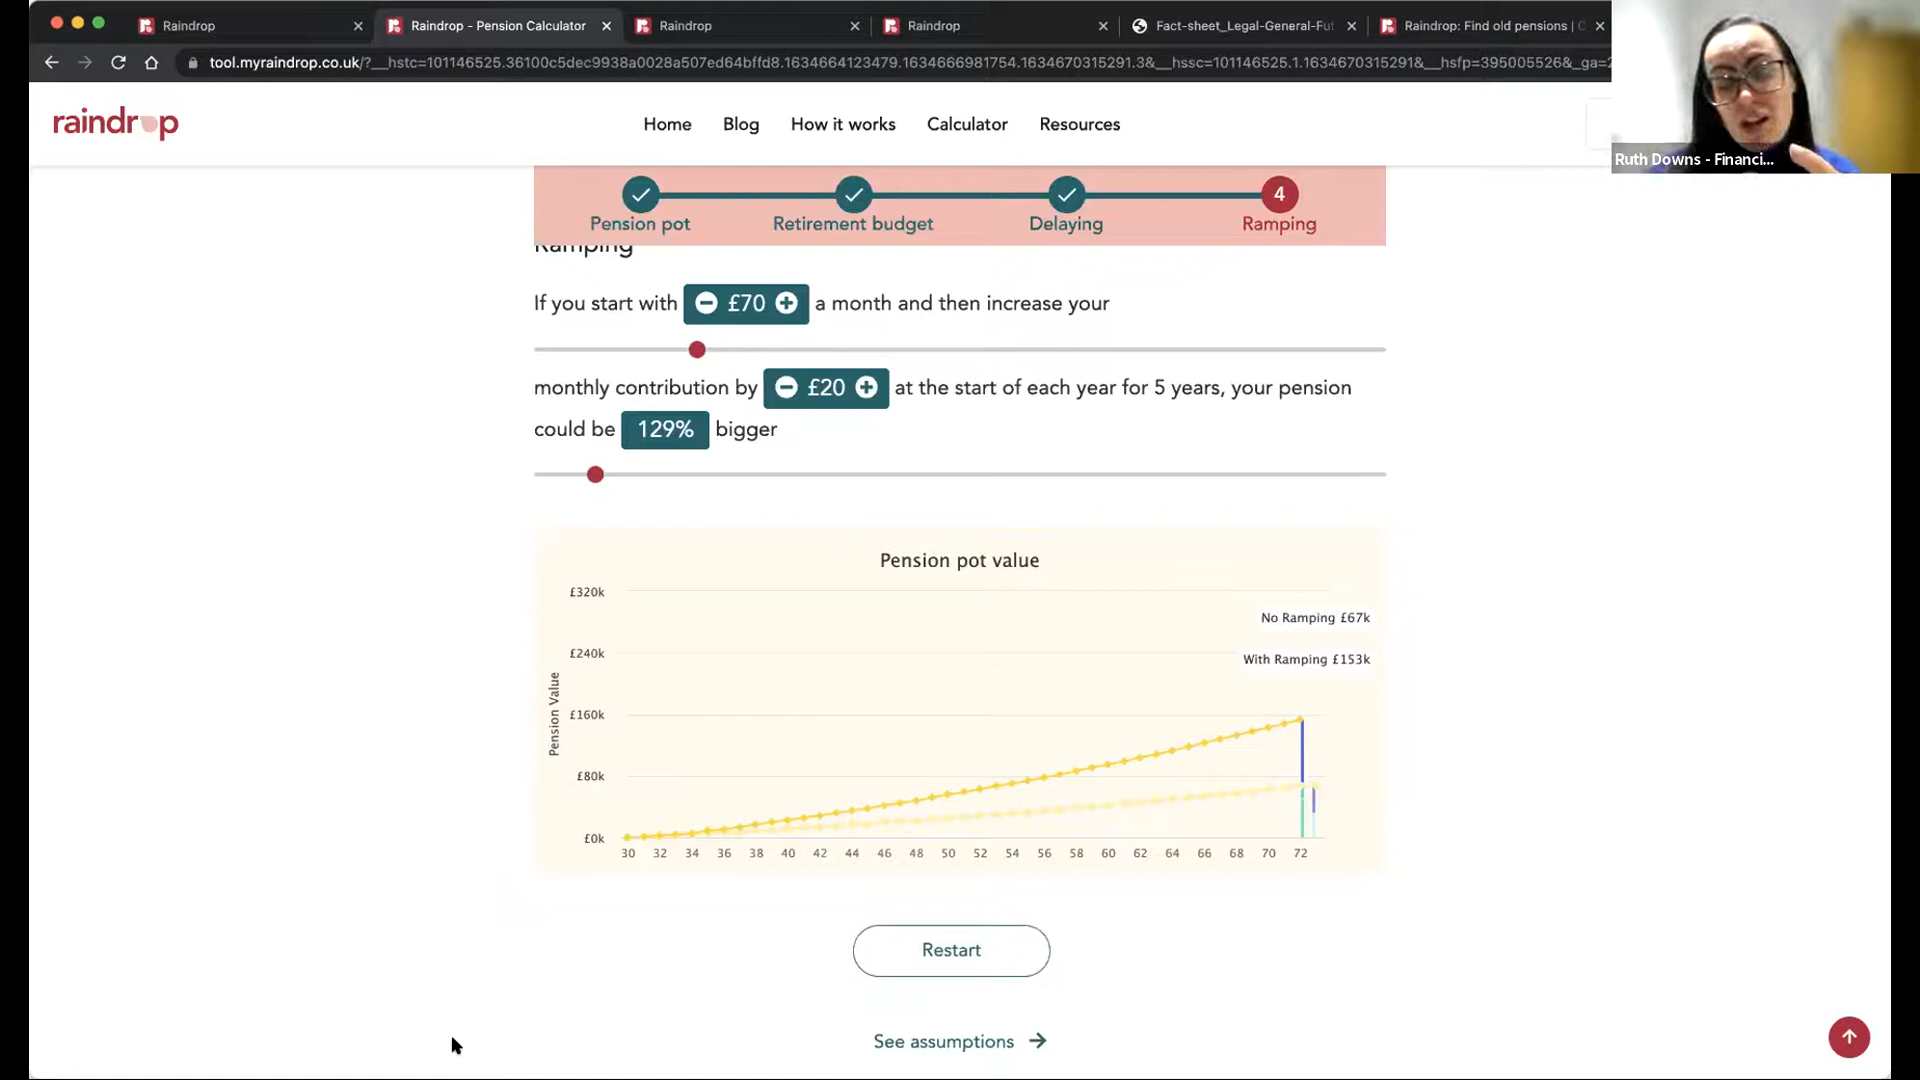 Raindrop
Raindrop - Pension Calculator
Raindrop
Raindrop
Fact-sheet_Legal-General-Fut
Raindrop: Find old pensions |
tool.myraindrop.co.uk/?__hstc=101146525.36100c5dec9938a0028a507ed64bffd8.1634664123479.1634666981754.1634670315291.3&__hssc=101146525.1.1634670315291&__hsfp=395005526&_ga=2
raindrop
Home
Blog
How it works
Calculator
Resources
Ruth Downs - Financi...
4
Pension pot
Retirement budget
Delaying
Ramping
Ramping
If you start with £70 a month and then increase your
monthly contribution by £20 at the start of each year for 5 years, your pension
could be 129% bigger
Pension pot value
£320k
No Ramping £67k
£240k
With Ramping £153k
Pension Value
£160k
£80k
£0k
30 32 34 36 38 40 42 44 46 48 50 52 54 56 58 60 62 64 66 68 70 72
Restart
See assumptions